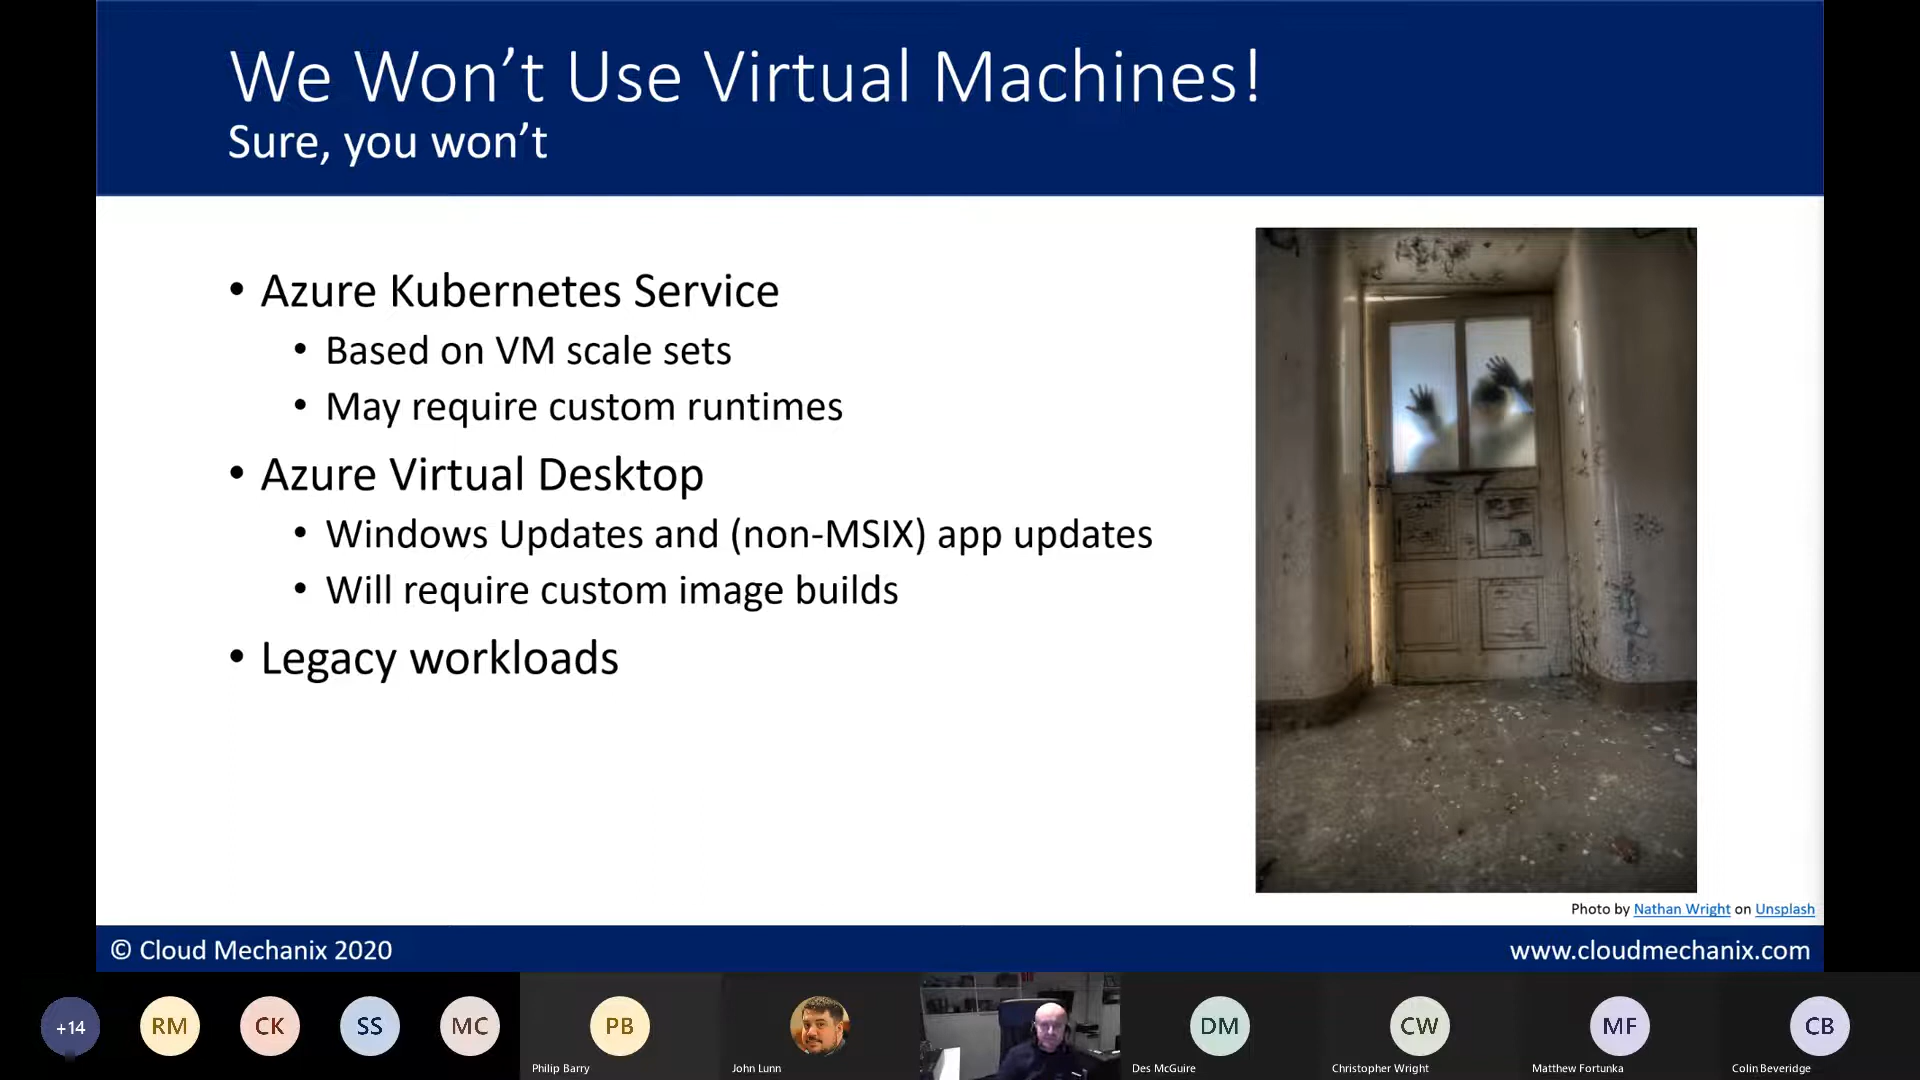 We Won’t Use Virtual Machines!
Sure, you won’t
• Azure Kubernetes Service
• Based on VM scale sets
• May require custom runtimes
• Azure Virtual Desktop
• Windows Updates and (non-MSIX) app updates
• Will require custom image builds
• Legacy workloads
Photo by Nathan Wright on Unsplash
© Cloud Mechanix 2020
www.cloudmechanix.com
+14
RM
CK
SS
MC
PB
DM
CW
MF
CB
Philip Barry
John Lunn
Des McGuire
Christopher Wright
Matthew Fortunka
Colin Beveridge